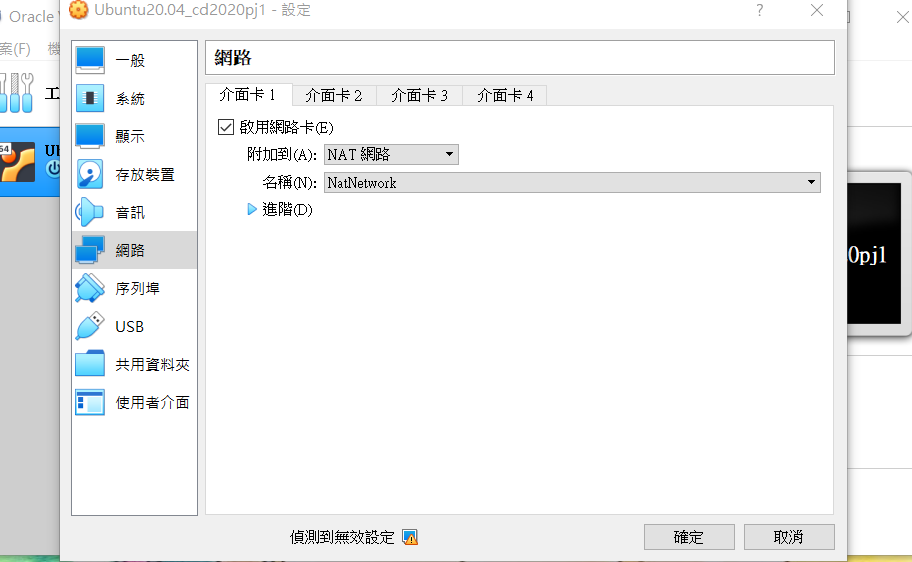 Oracle
Ubuntu20.04_cd2020pj1 - 設定
?
案(F)
機
工
64
一般
系統
顯示
存放裝置
音訊
網路
序列埠
USB
共用資料夾
使用者介面
網路
介面卡 1
介面卡 2
介面卡 3
介面卡 4
啟用網路卡(E)
附加到(A):
NAT 網路
名稱(N):
NatNetwork
進階(D)
0pj1
偵測到無效設定
確定
取消